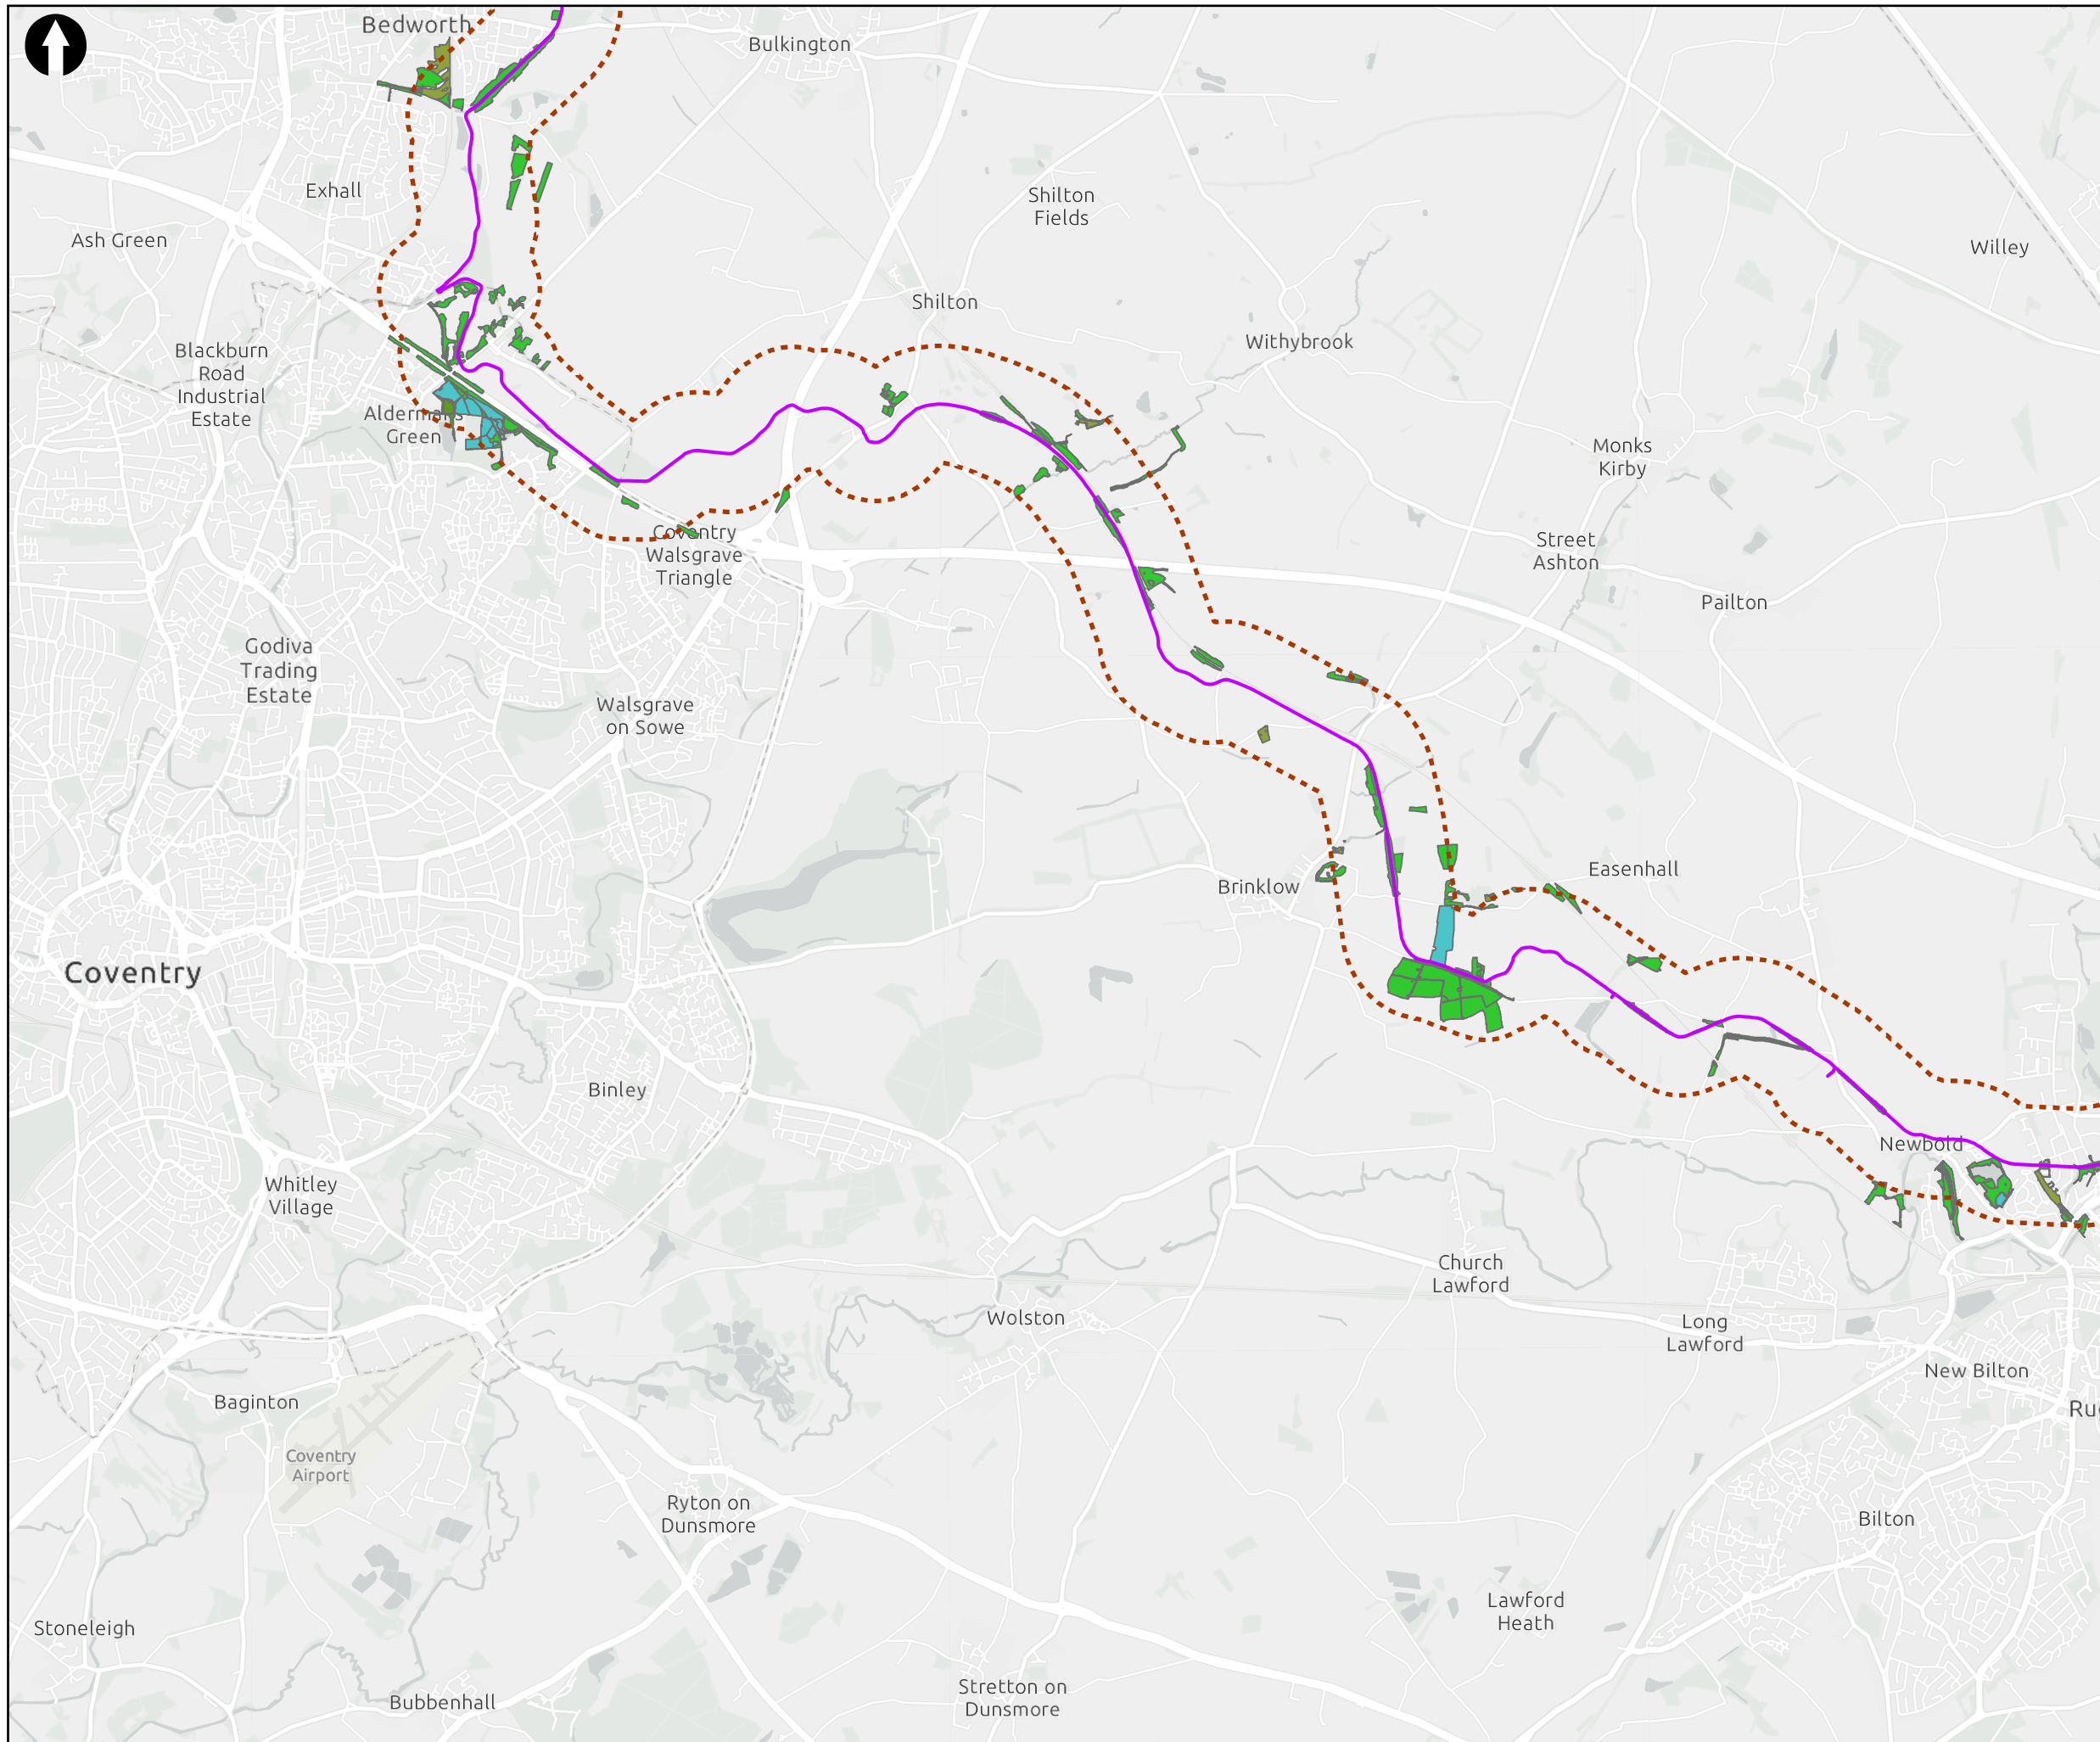 Bedworth
Bulkington
Exhall
Shilton
Fields
Ash Green
Willey
Shilton
Withybrook
Blackburn
Road
Industrial
Estate
Aldermans
Green
Monks
Kirby
Coventry
Walsgrave
Triangle
Street
Ashton
Pailton
Godiva
Trading
Estate
Walsgrave
on Sowe
Easenhall
Brinklow
Coventry
Binley
Newbold
Whitley
Village
Church
Lawford
Wolston
Long
Lawford
New Bilton
Baginton
Ru
Coventry
Airport
Ryton on
Dunsmore
Bilton
Lawford
Heath
Stoneleigh
Stretton on
Dunsmore
Bubbenhall